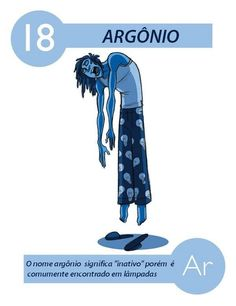 18
ARGÔNIO
O nome argônio significa "inativo" porém é
comumente encontrado em lâmpadas
Ar